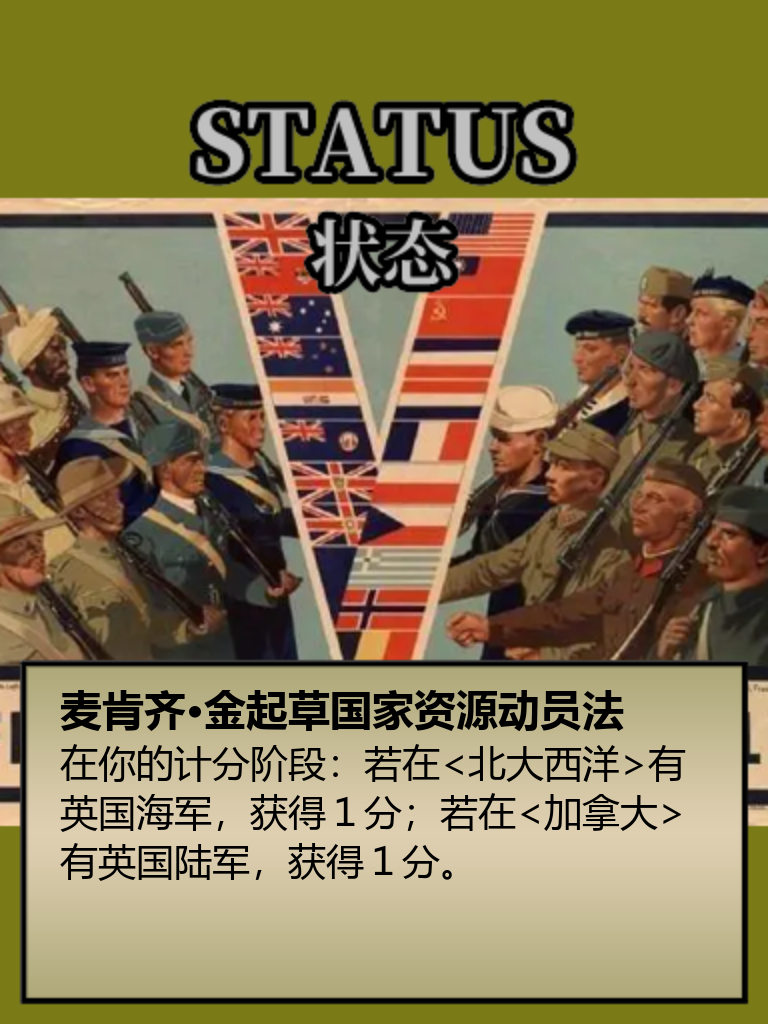 STATUS
状态
麦肯齐•金起草国家资源动员法
在你的计分阶段：若在<北大西洋>有
英国海军，获得1分；若在<加拿大>
有英国陆军，获得1分。